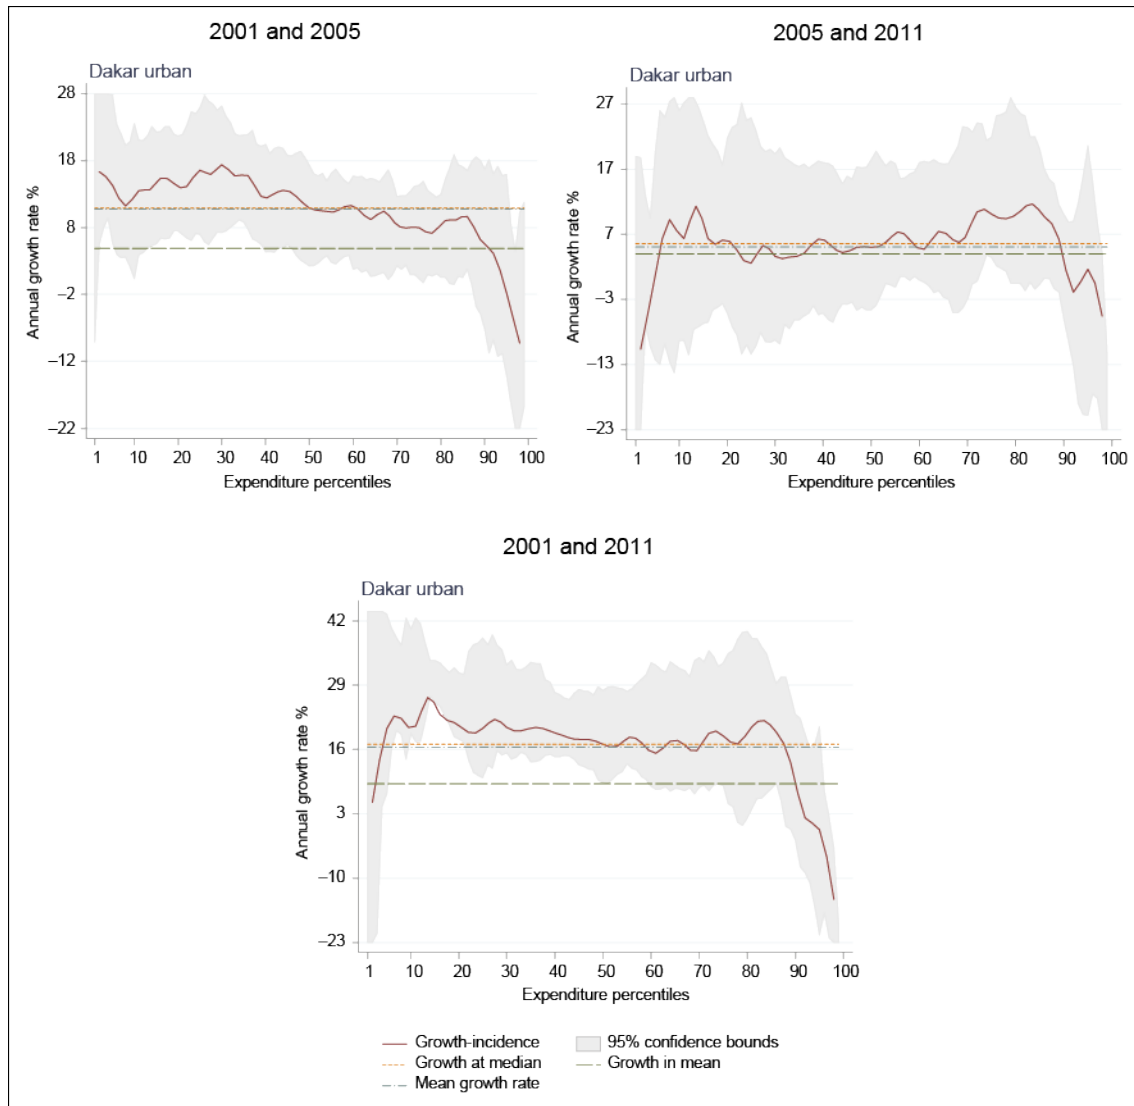 2001 and 2005
Dakar urban
Annual growth rate %
28
18
8
–2
–12
–22
1 10 20 30 40 50 60 70 80 90 100
Expenditure percentiles
2005 and 2011
Dakar urban
Annual growth rate %
27
17
7
–3
–13
–23
1 10 20 30 40 50 60 70 80 90 100
Expenditure percentiles
2001 and 2011
Dakar urban
Annual growth rate %
42
29
16
3
–10
–23
1 10 20 30 40 50 60 70 80 90 100
Expenditure percentiles
Growth-incidence
95% confidence bounds
Growth at median
Growth in mean
Mean growth rate